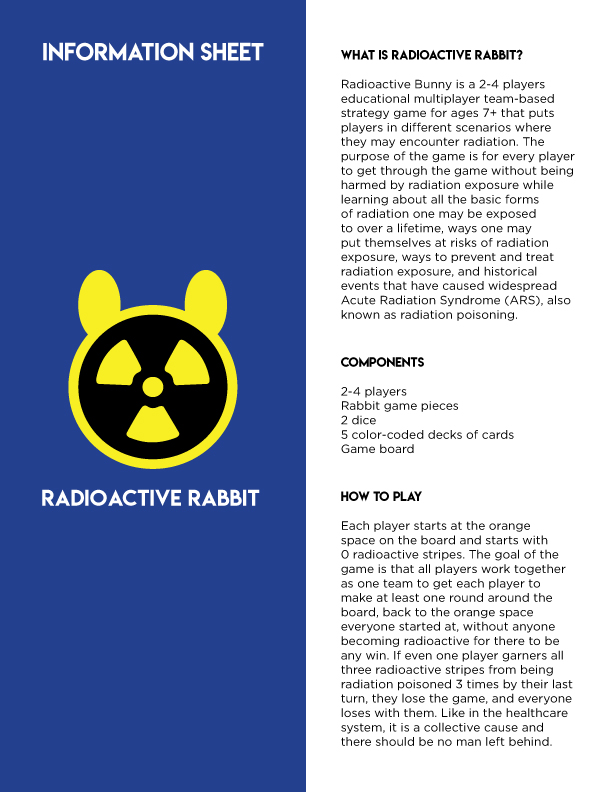 INFORMATION SHEET
RADIOACTIVE RABBIT
WHAT IS RADIOACTIVE RABBIT?
Radioactive Bunny is a 2-4 players
educational multiplayer team-based
strategy game for ages 7+ that puts
players in different scenarios where
they may encounter radiation. The
purpose of the game is for every player
to get through the game without being
harmed by radiation exposure while
learning about all the basic forms
of radiation one may be exposed
to over a lifetime, ways one may
put themselves at risks of radiation
exposure, ways to prevent and treat
radiation exposure, and historical
events that have caused widespread
Acute Radiation Syndrome (ARS), also
known as radiation poisoning.
COMPONENTS
2-4 players
Rabbit game pieces
2 dice
5 color-coded decks of cards
Game board
HOW TO PLAY
Each player starts at the orange
space on the board and starts with
0 radioactive stripes. The goal of the
game is that all players work together
as one team to get each player to
make at least one round around the
board, back to the orange space
everyone started at, without anyone
becoming radioactive for there to be
any win. If even one player garners all
three radioactive stripes from being
radiation poisoned 3 times by their last
turn, they lose the game, and everyone
loses with them. Like in the healthcare
system, it is a collective cause and
there should be no man left behind.